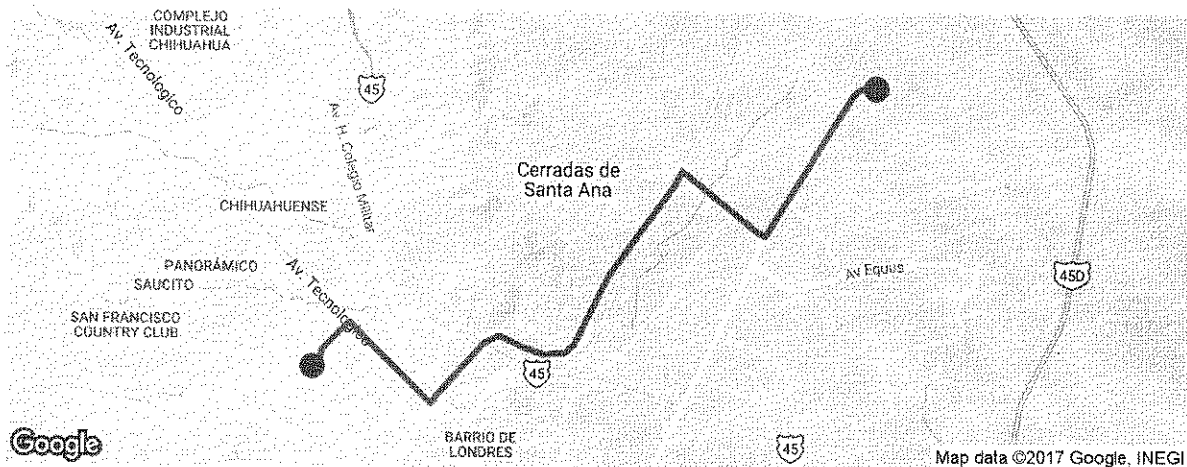 COMPLEJO
INDUSTRIAL
CHIHUAHUA
Av. Tecnologico
45
Av. H. Colegio Militar
Cerradas de
Santa Ana
CHIHUAHUENSE
PANORÁMICO
SAUCITO
Av. Tecnologico
Av Equus
45D
SAN FRANCISCO
COUNTRY CLUB
45
BARRIO DE
LONDRES
45
Google
Map data ©2017 Google, INEGI